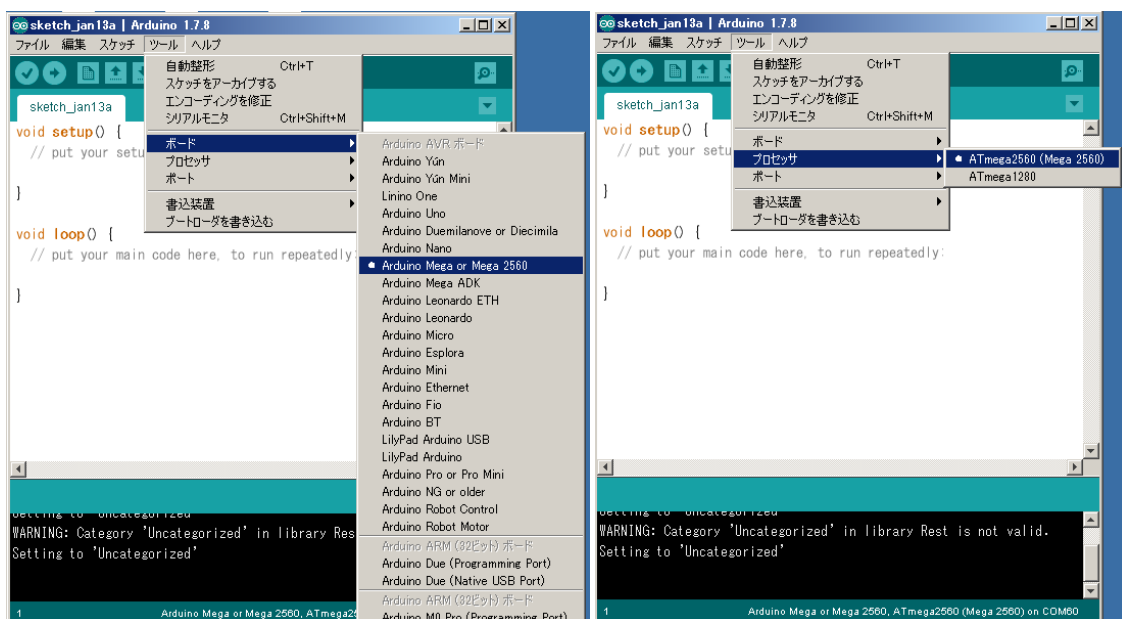 sketch_jan13a | Arduino 1.7.8
ファイル 編集 スケッチ ツール ヘルプ
自動整形 Ctrl+T
スケッチをアーカイブする
エンコーディングを修正
シリアルモニタ Ctrl+Shift+M
ボード
プロセッサ
ポート
書込装置
ブートローダを書き込む
sketch_jan13a
void setup() {
// put your setu
}
void loop() {
// put your main code here, to run repeatedly:
}
Arduino AVR ボード
Arduino Yún
Arduino Yún Mini
Linino One
Arduino Uno
Arduino Duemilanove or Diecimila
Arduino Nano
Arduino Mega or Mega 2560
Arduino Mega ADK
Arduino Leonardo ETH
Arduino Leonardo
Arduino Micro
Arduino Esplora
Arduino Mini
Arduino Ethernet
Arduino Fio
Arduino BT
LilyPad Arduino USB
LilyPad Arduino
Arduino Pro or Pro Mini
Arduino NG or older
Arduino Robot Control
Arduino Robot Motor
Arduino ARM (32ビット) ボード
Arduino Due (Programming Port)
Arduino Due (Native USB Port)
Arduino ARM (32ビット) ボード
Arduino M0 Pro (Programming Port)
Setting to 'Uncategorized'
WARNING: Category 'Uncategorized' in library Res
Setting to 'Uncategorized'
1 Arduino Mega or Mega 2560, ATmega25
sketch_jan13a | Arduino 1.7.8
ファイル 編集 スケッチ ツール ヘルプ
自動整形 Ctrl+T
スケッチをアーカイブする
エンコーディングを修正
シリアルモニタ Ctrl+Shift+M
ボード
プロセッサ
ポート
書込装置
ブートローダを書き込む
ATmega2560 (Mega 2560)
ATmega1280
sketch_jan13a
void setup() {
// put your setu
}
void loop() {
// put your main code here, to run repeatedly:
}
Setting to 'Uncategorized'
WARNING: Category 'Uncategorized' in library Rest is not valid.
Setting to 'Uncategorized'
1 Arduino Mega or Mega 2560, ATmega2560 (Mega 2560) on COM60